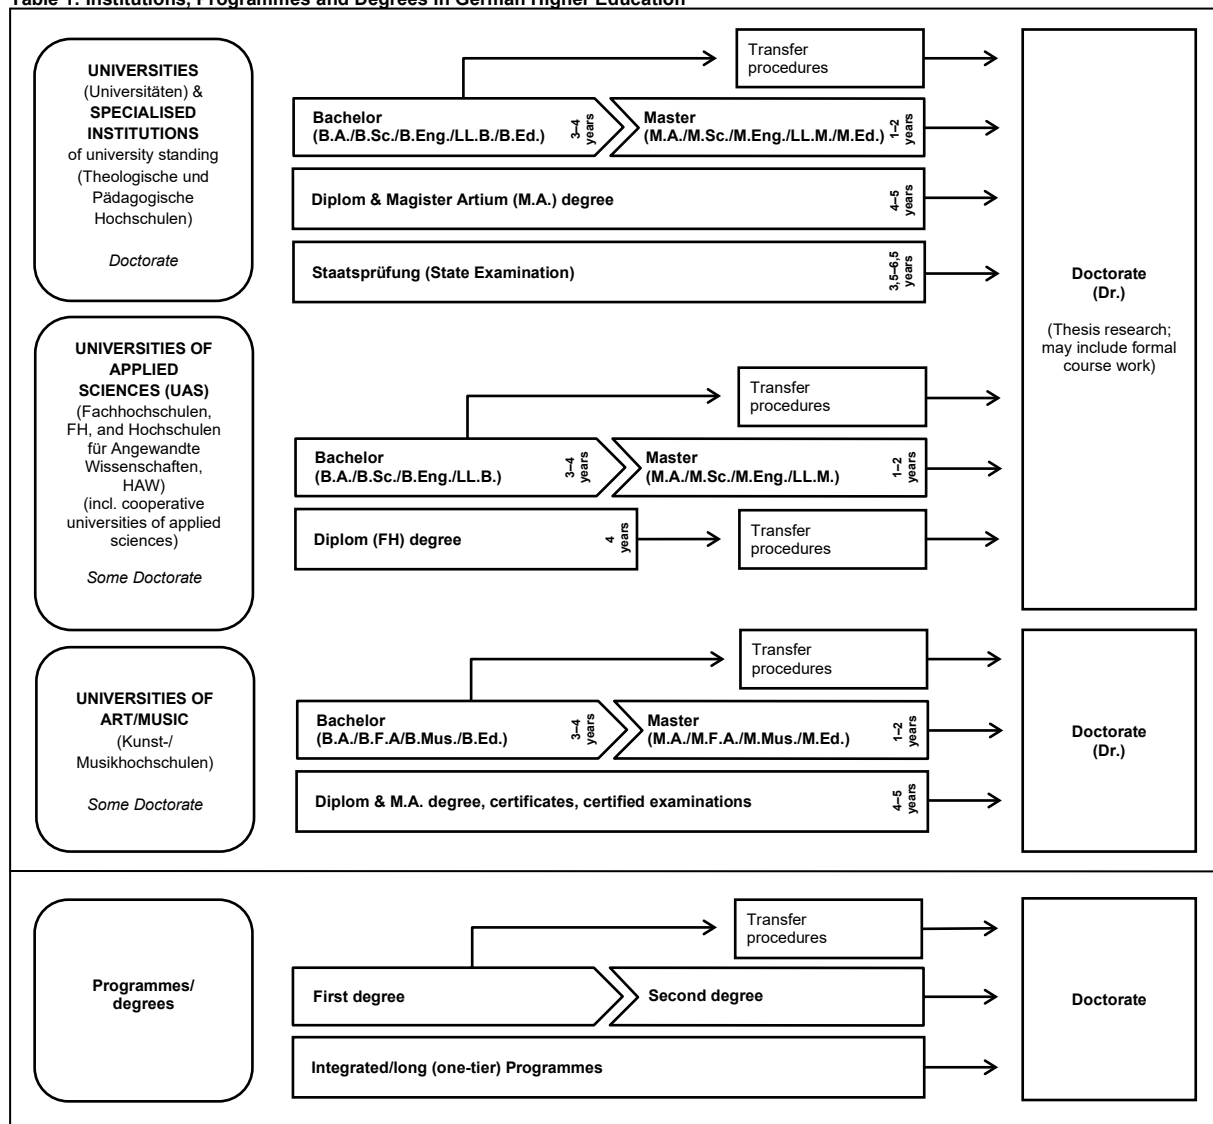 Table 1: Institutions, Programmes and Degrees in German Higher Education
UNIVERSITIES
(Universitäten) &
SPECIALISED
INSTITUTIONS
of university standing
(Theologische und
Pädagogische
Hochschulen)
Doctorate
Transfer
procedures
Bachelor
(B.A./B.Sc./B.Eng./LL.B./B.Ed.)
3–4
years
Master
(M.A./M.Sc./M.Eng./LL.M./M.Ed.)
1–2
years
Diplom & Magister Artium (M.A.) degree
4–5
years
Staatsprüfung (State Examination)
3,5–6,5
years
Doctorate
(Dr.)
(Thesis research;
may include formal
course work)
UNIVERSITIES OF
APPLIED
SCIENCES (UAS)
(Fachhochschulen,
FH, and Hochschulen
für Angewandte
Wissenschaften,
HAW)
(incl. cooperative
universities of applied
sciences)
Some Doctorate
Transfer
procedures
Bachelor
(B.A./B.Sc./B.Eng./LL.B.)
3–4
years
Master
(M.A./M.Sc./M.Eng./LL.M.)
1–2
years
Diplom (FH) degree
4
years
Transfer
procedures
UNIVERSITIES OF
ART/MUSIC
(Kunst-/
Musikhochschulen)
Some Doctorate
Transfer
procedures
Bachelor
(B.A./B.F.A/B.Mus./B.Ed.)
3–4
years
Master
(M.A./M.F.A./M.Mus./M.Ed.)
1–2
years
Diplom & M.A. degree, certificates, certified examinations
4–5
years
Doctorate
(Dr.)
Programmes/
degrees
Transfer
procedures
First degree
Second degree
Integrated/long (one-tier) Programmes
Doctorate